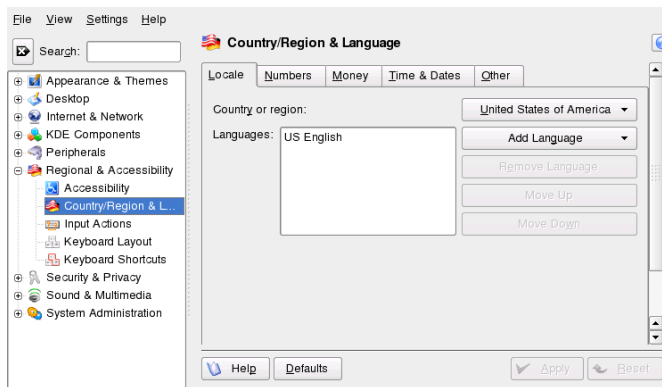 File View Settings Help
Search:
Appearance & Themes
Desktop
Internet & Network
KDE Components
Peripherals
Regional & Accessibility
Accessibility
Country/Region & L...
Input Actions
Keyboard Layout
Keyboard Shortcuts
Security & Privacy
Sound & Multimedia
System Administration
Country/Region & Language
Locale Numbers Money Time & Dates Other
Country or region: United States of America
Languages: US English Add Language
Remove Language
Move Up
Move Down
Help Defaults Apply Reset